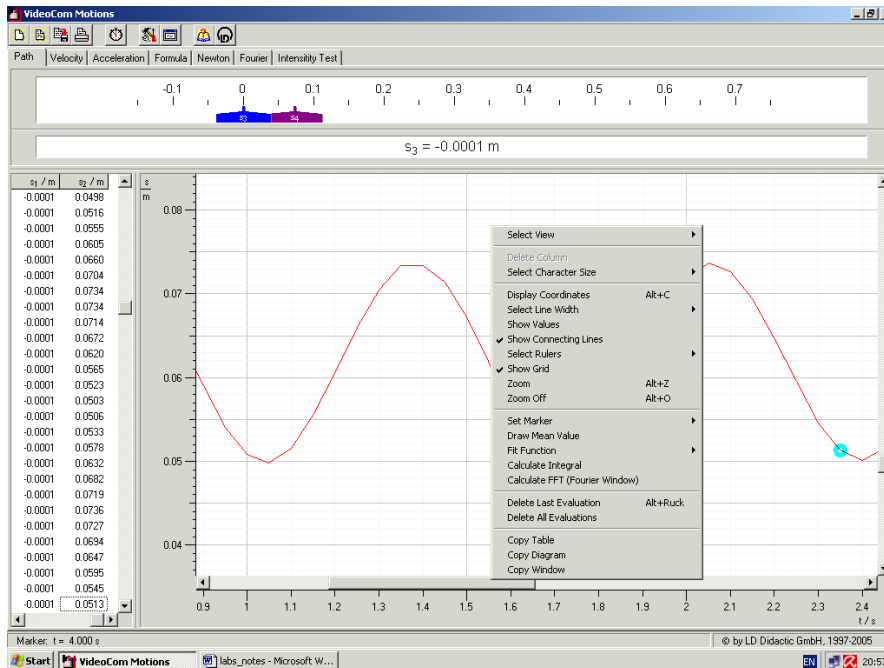 VideoCom Motions
Path Velocity Acceleration Formula Newton Fourier Intensitity Test
-0.1 0 0.1 0.2 0.3 0.4 0.5 0.6 0.7
s3 s4
s3 = -0.0001 m
s1 / m s2 / m
-0.0001 0.0498
-0.0001 0.0516
-0.0001 0.0555
-0.0001 0.0605
-0.0001 0.0660
-0.0001 0.0704
-0.0001 0.0734
-0.0001 0.0734
-0.0001 0.0714
-0.0001 0.0672
-0.0001 0.0620
-0.0001 0.0565
-0.0001 0.0523
-0.0001 0.0503
-0.0001 0.0506
-0.0001 0.0533
-0.0001 0.0578
-0.0001 0.0632
-0.0001 0.0682
-0.0001 0.0719
-0.0001 0.0736
-0.0001 0.0727
-0.0001 0.0694
-0.0001 0.0647
-0.0001 0.0595
-0.0001 0.0545
-0.0001 0.0513
s
m
0.08
0.07
0.06
0.05
0.04
Select View
Delete Column
Select Character Size
Display Coordinates Alt+C
Select Line Width
Show Values
Show Connecting Lines
Select Rulers
Show Grid
Zoom Alt+Z
Zoom Off Alt+O
Set Marker
Draw Mean Value
Fit Function
Calculate Integral
Calculate FFT (Fourier Window)
Delete Last Evaluation Alt+Ruck
Delete All Evaluations
Copy Table
Copy Diagram
Copy Window
0.9 1 1.1 1.2 1.3 1.4 1.5 1.6 1.7 1.8 1.9 2 2.1 2.2 2.3 2.4
t / s
Marker: t = 4.000 s
© by LD Didactic GmbH, 1997-2005
Start VideoCom Motions labs_notes - Microsoft W... EN 20:57